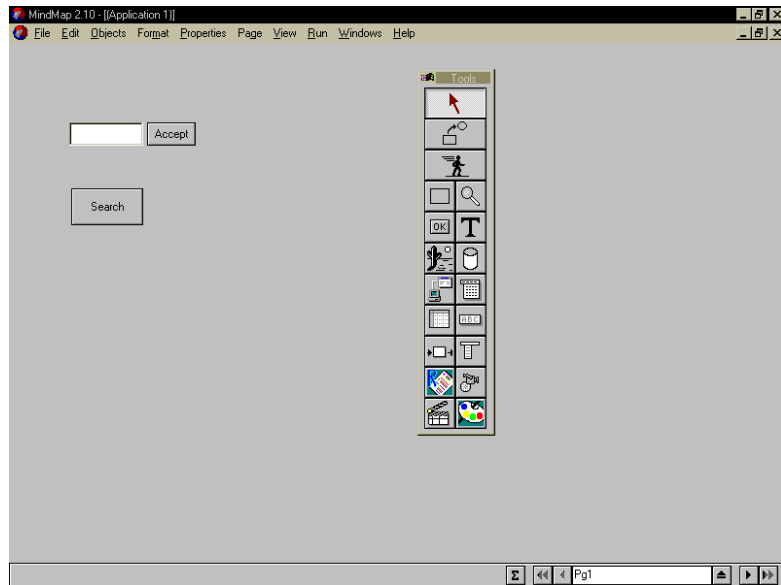 MindMap 2.10 - [(Application 1)]
File Edit Objects Format Properties Page View Run Windows Help
Tools
Accept
Search
OK
T
ABC
Σ
Pg1